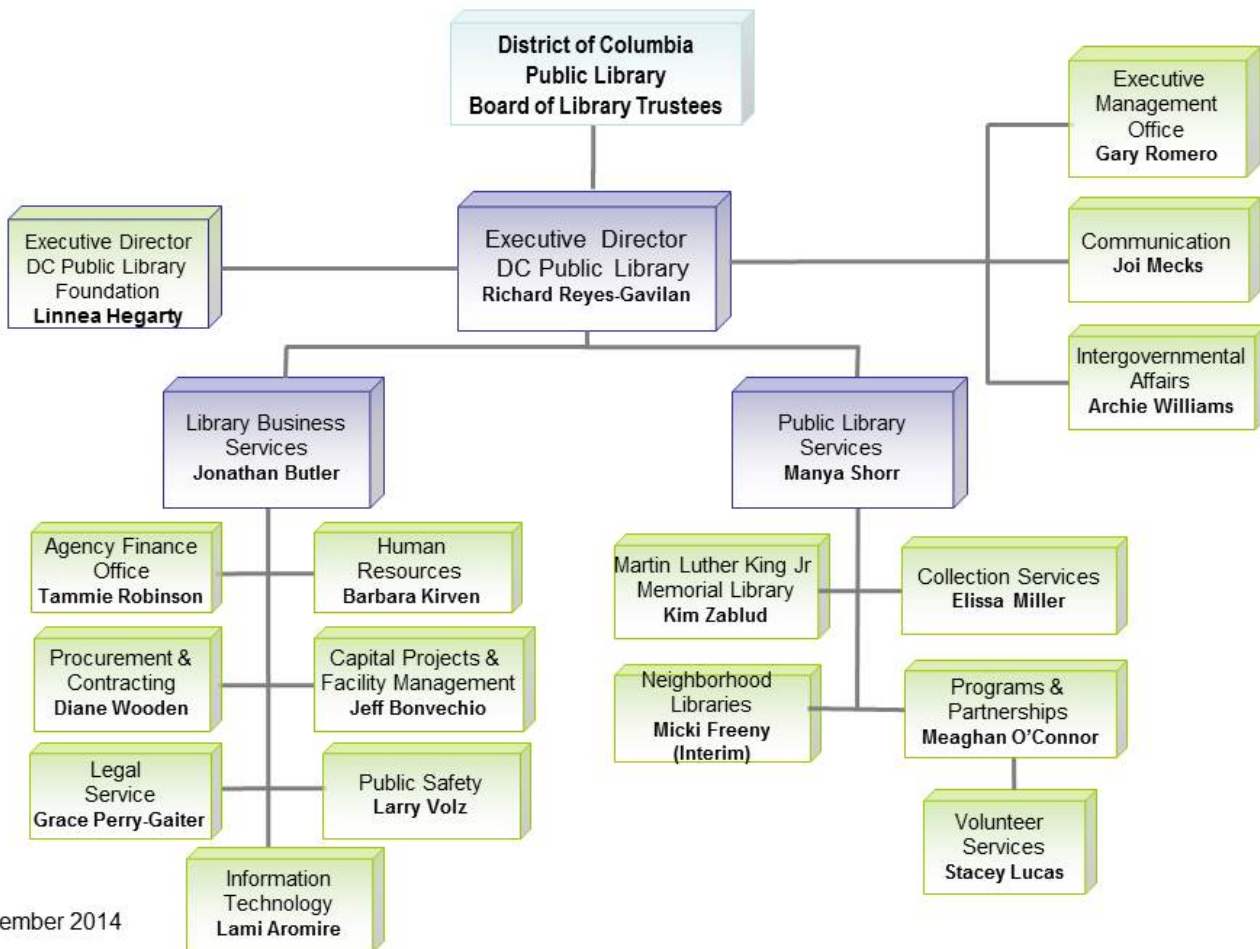 District of Columbia
Public Library
Board of Library Trustees
Executive
Management
Office
Gary Romero
Executive Director
DC Public Library
Foundation
Linnea Hegarty
Executive Director
DC Public Library
Richard Reyes-Gavilan
Communication
Joi Mecks
Intergovernmental
Affairs
Archie Williams
Library Business
Services
Jonathan Butler
Public Library
Services
Manya Shorr
Agency Finance
Office
Tammie Robinson
Human
Resources
Barbara Kirven
Martin Luther King Jr
Memorial Library
Kim Zablud
Collection Services
Elissa Miller
Procurement &
Contracting
Diane Wooden
Capital Projects &
Facility Management
Jeff Bonvechio
Neighborhood
Libraries
Micki Freeny
(Interim)
Programs &
Partnerships
Meaghan O'Connor
Legal
Service
Grace Perry-Gaiter
Public Safety
Larry Volz
Volunteer
Services
Stacey Lucas
Information
Technology
Lami Aromire
ember 2014